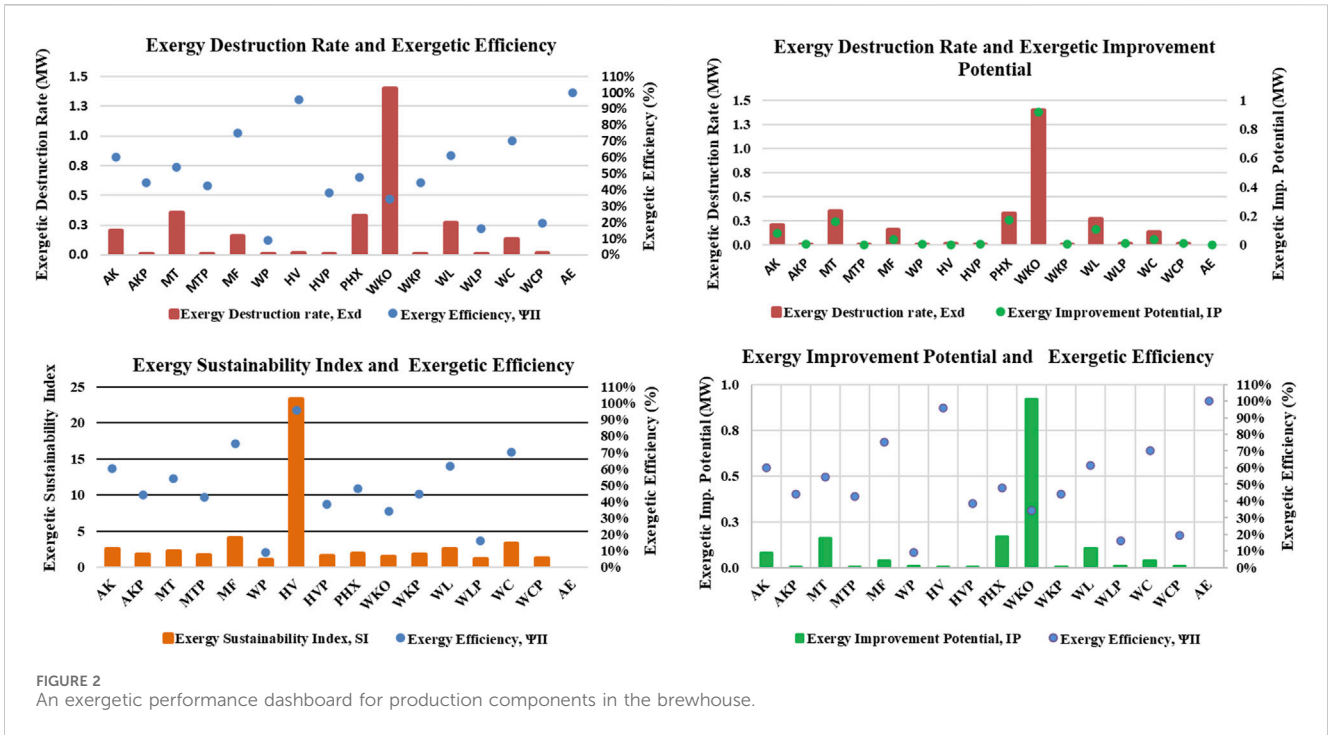 Exergy Destruction Rate and Exergetic Efficiency
Exergetic Destruction Rate (MW)
1.5
1.3
1.0
0.8
0.5
0.3
0.0
110%
100%
90%
80%
70%
60%
50%
40%
30%
20%
10%
0%
Exergetic Efficiency (%)
AK AKP MT MTP MF WP HV HVP PHX WKO WKP WL WLP WC WCP AE
Exergy Destruction rate, Exd Exergy Efficiency, ΨII
Exergy Destruction Rate and Exergetic Improvement
Potential
Exergetic Destruction Rate (MW)
1.5
1.3
1.0
0.8
0.5
0.3
0.0
1
0.8
0.6
0.4
0.2
0
Exergetic Imp. Potential (MW)
AK AKP MT MTP MF WP HV HVP PHX WKO WKP WL WLP WC WCP AE
Exergy Destruction rate, Exd Exergy Improvement Potential, IP
Exergy Sustainability Index and Exergetic Efficiency
Exergetic Sustainability Index
25
20
15
10
5
0
110%
100%
90%
80%
70%
60%
50%
40%
30%
20%
10%
0%
Exergetic Efficiency (%)
AK AKP MT MTP MF WP HV HVP PHX WKO WKP WL WLP WC WCP AE
Exergy Sustainability Index, SI Exergy Efficiency, ΨII
Exergy Improvement Potential and Exergetic Efficiency
Exergetic Imp. Potential (MW)
1.0
0.8
0.5
0.3
0.0
110%
100%
90%
80%
70%
60%
50%
40%
30%
20%
10%
0%
Exergetic Efficiency (%)
AK AKP MT MTP MF WP HV HVP PHX WKO WKP WL WLP WC WCP AE
Exergy Improvement Potential, IP Exergy Efficiency, ΨII
FIGURE 2
An exergetic performance dashboard for production components in the brewhouse.